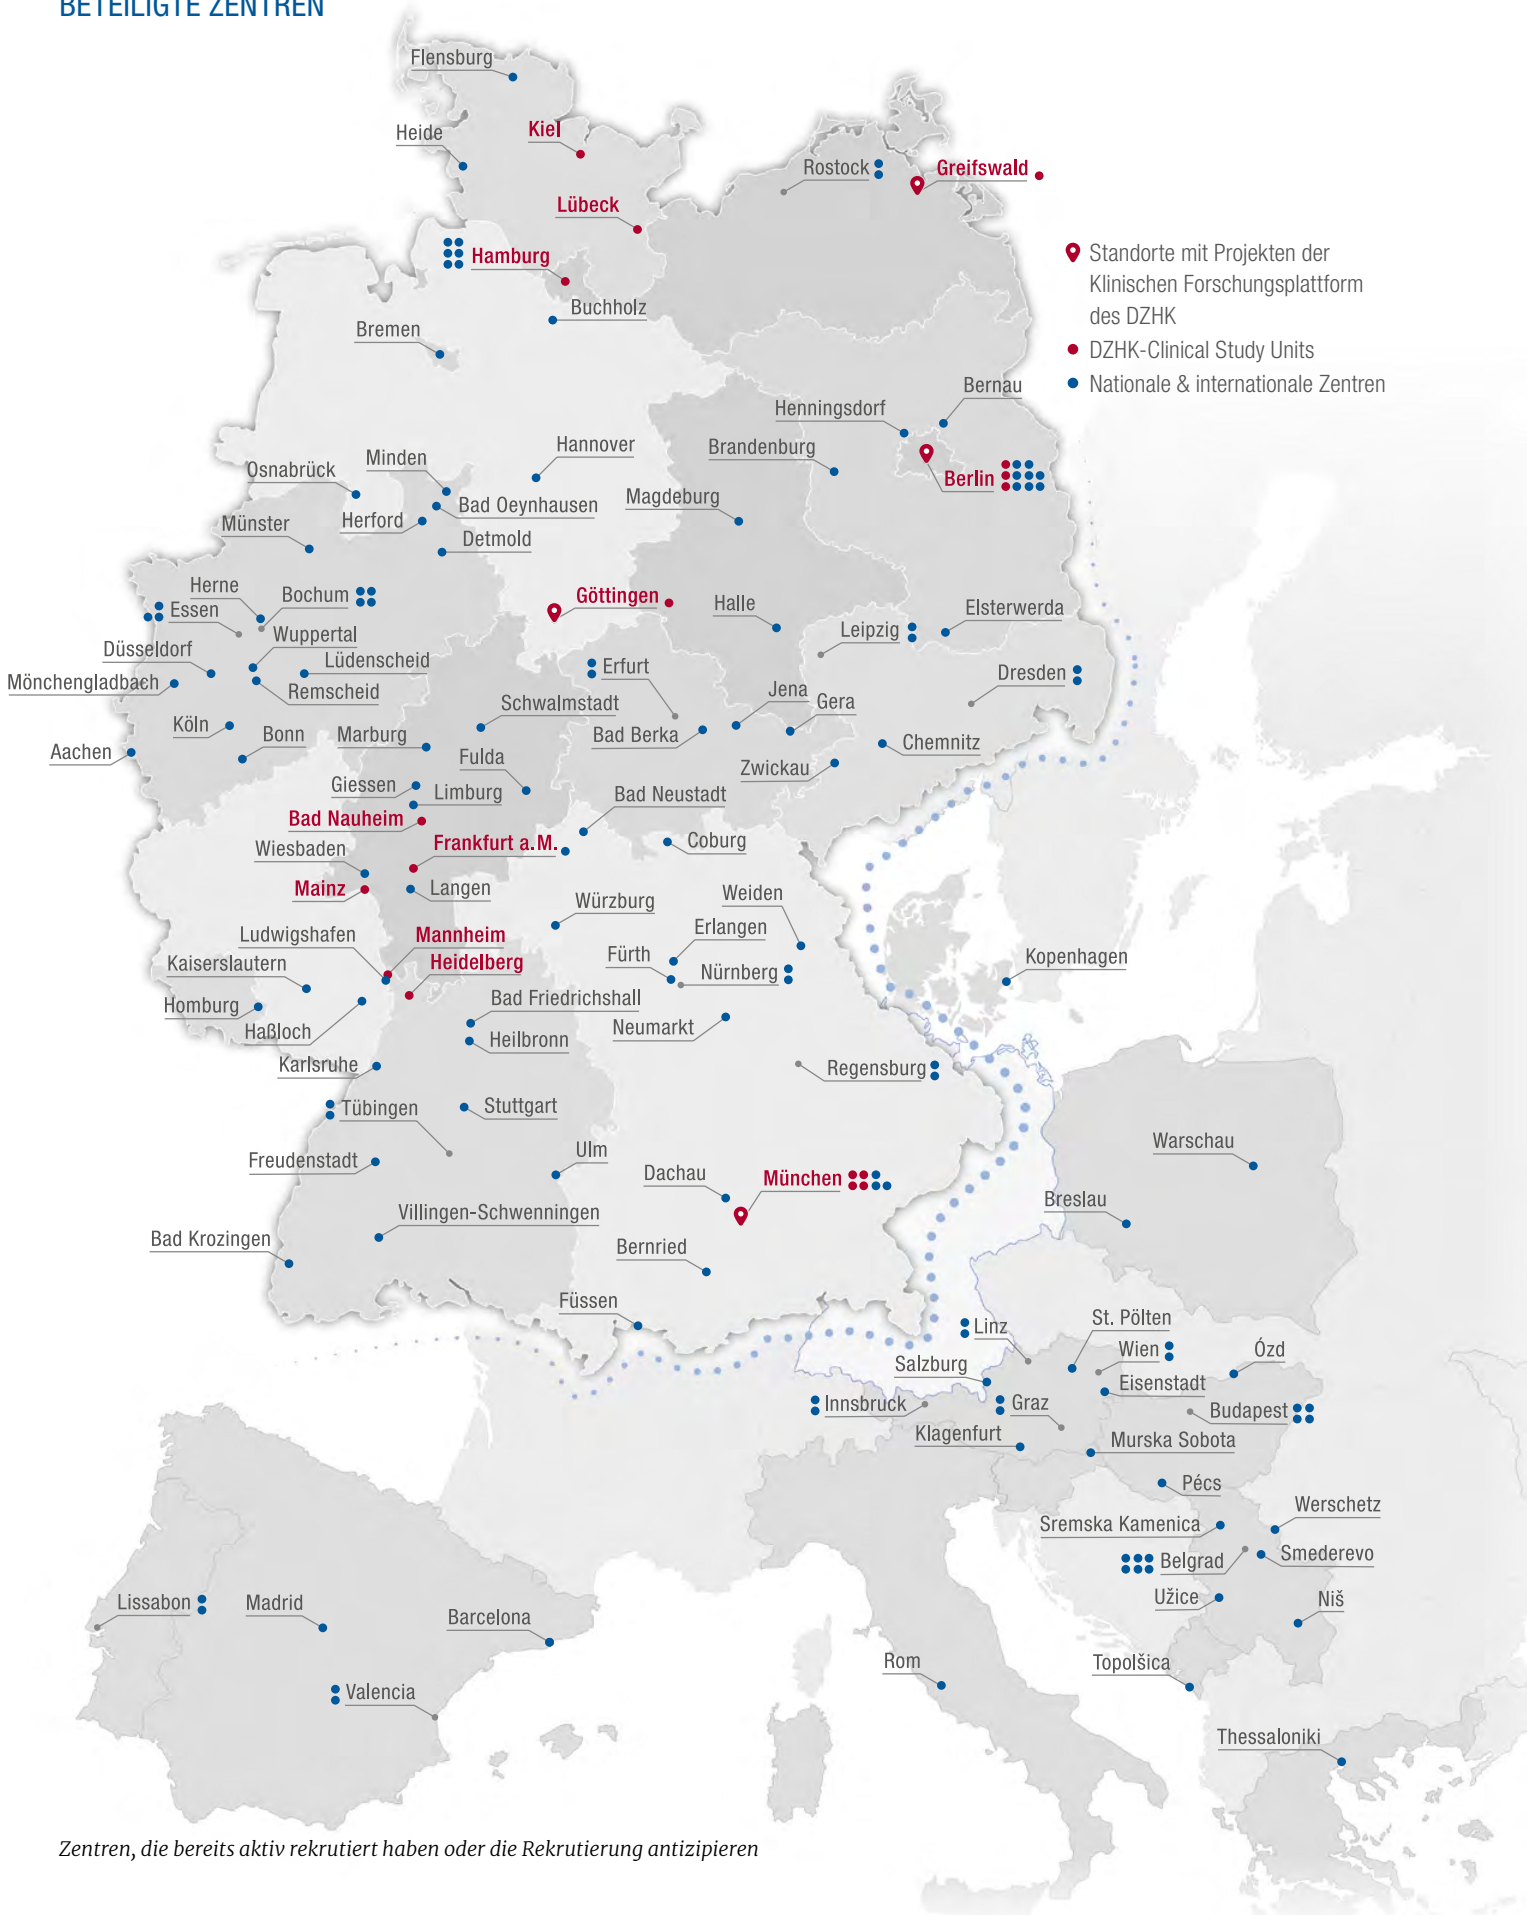 BETEILIGTE ZENTREN
Flensburg
Heide
Kiel
Rostock
Greifswald
Lübeck
Hamburg
Standorte mit Projekten der
Klinischen Forschungsplattform
des DZHK
DZHK-Clinical Study Units
Nationale & internationale Zentren
Buchholz
Bremen
Bernau
Henningsdorf
Hannover
Brandenburg
Minden
Osnabrück
Berlin
Magdeburg
Bad Oeynhausen
Herford
Münster
Detmold
Herne
Bochum
Göttingen
Halle
Essen
Elsterwerda
Leipzig
Wuppertal
Düsseldorf
Lüdenscheid
Erfurt
Dresden
Mönchengladbach
Remscheid
Jena
Schwalmstadt
Gera
Köln
Bonn
Marburg
Bad Berka
Chemnitz
Aachen
Fulda
Zwickau
Giessen
Limburg
Bad Neustadt
Bad Nauheim
Frankfurt a.M.
Coburg
Wiesbaden
Mainz
Langen
Würzburg
Weiden
Ludwigshafen
Mannheim
Erlangen
Kaiserslautern
Heidelberg
Fürth
Nürnberg
Kopenhagen
Homburg
Bad Friedrichshall
Haßloch
Neumarkt
Heilbronn
Karlsruhe
Regensburg
Tübingen
Stuttgart
Warschau
Freudenstadt
Ulm
Dachau
München
Breslau
Villingen-Schwenningen
Bad Krozingen
Bernried
Füssen
Linz
St. Pölten
Wien
Ózd
Salzburg
Eisenstadt
Innsbruck
Graz
Budapest
Klagenfurt
Murska Sobota
Pécs
Werschetz
Sremska Kamenica
Belgrad
Smederevo
Užice
Niš
Lissabon
Madrid
Barcelona
Rom
Topolšica
Valencia
Thessaloniki
Zentren, die bereits aktiv rekrutiert haben oder die Rekrutierung antizipieren